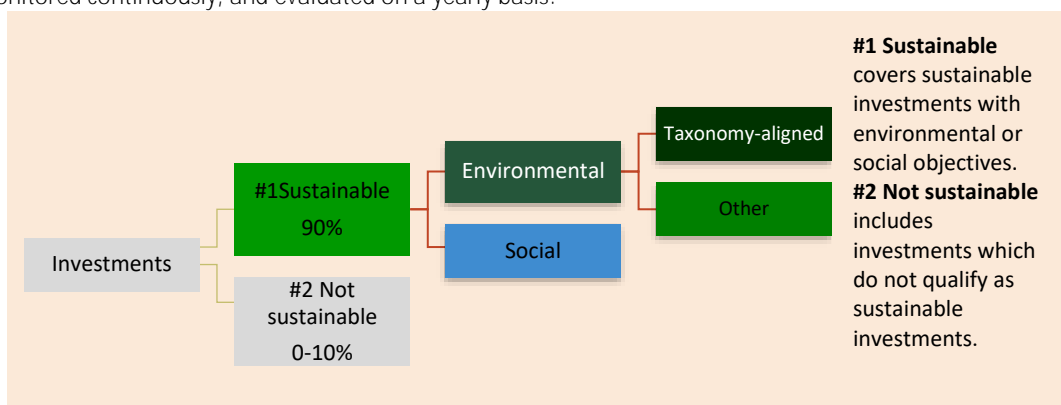 onitored continuously, and evaluated on a yearly basis.
Investments
#1Sustainable
90%
#2 Not
sustainable
0-10%
Environmental
Social
Taxonomy-aligned
Other
#1 Sustainable
covers sustainable
investments with
environmental or
social objectives.
#2 Not sustainable
includes
investments which
do not qualify as
sustainable
investments.